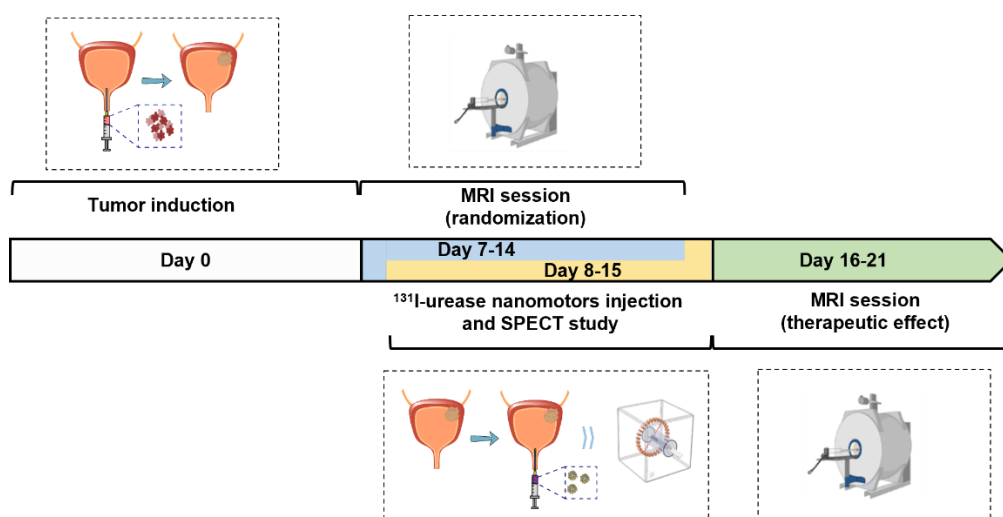 Tumor induction
MRI session
(randomization)
Day 0
Day 7-14
Day 8-15
Day 16-21
¹³¹I-urease nanomotors injection
and SPECT study
MRI session
(therapeutic effect)